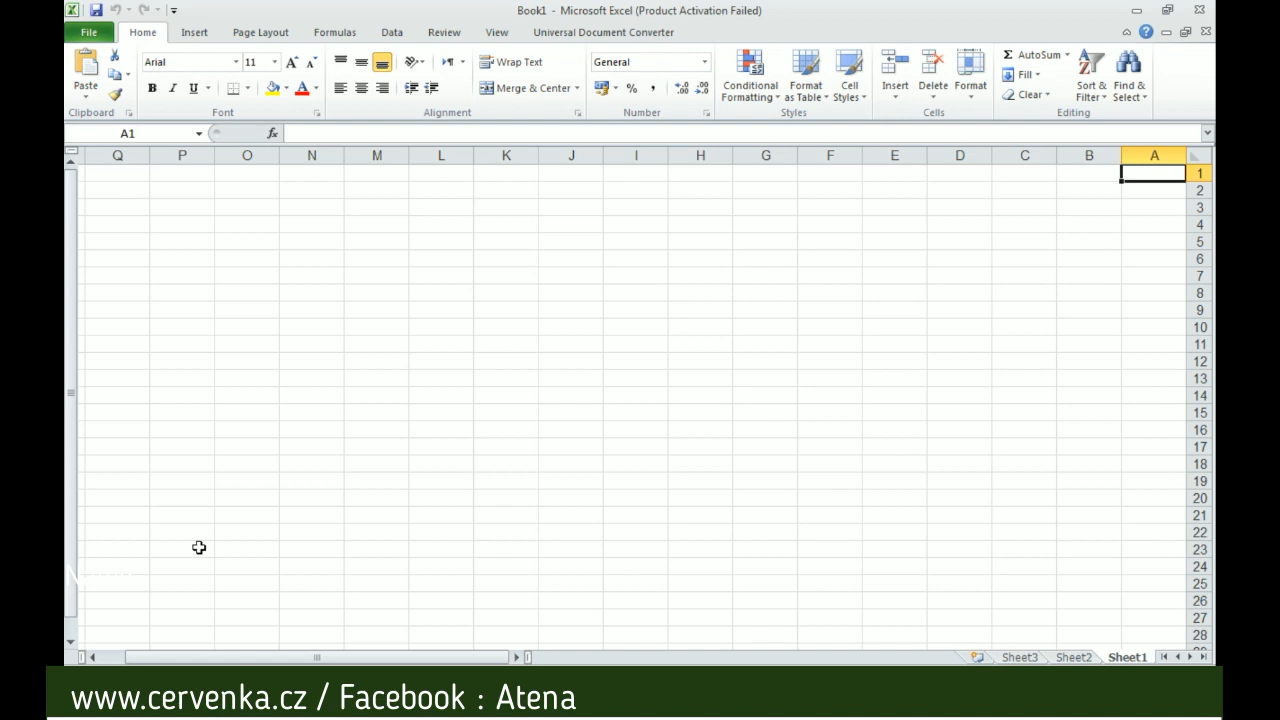 Book1 - Microsoft Excel (Product Activation Failed)
File Home Insert Page Layout Formulas Data Review View Universal Document Converter
Paste
Clipboard
Arial 11
B I U
Font
Wrap Text
Merge & Center
Alignment
General
% ,
Number
Conditional Formatting
Format as Table
Cell Styles
Styles
Insert
Delete
Format
Cells
Σ AutoSum
Fill
Clear
Sort & Filter
Find & Select
Editing
A1 fx
Q P O N M L K J I H G F E D C B A
1
2
3
4
5
6
7
8
9
10
11
12
13
14
15
16
17
18
19
20
21
22
23
24
25
26
27
28
Sheet3 Sheet2 Sheet1
www.cervenka.cz / Facebook : Atena